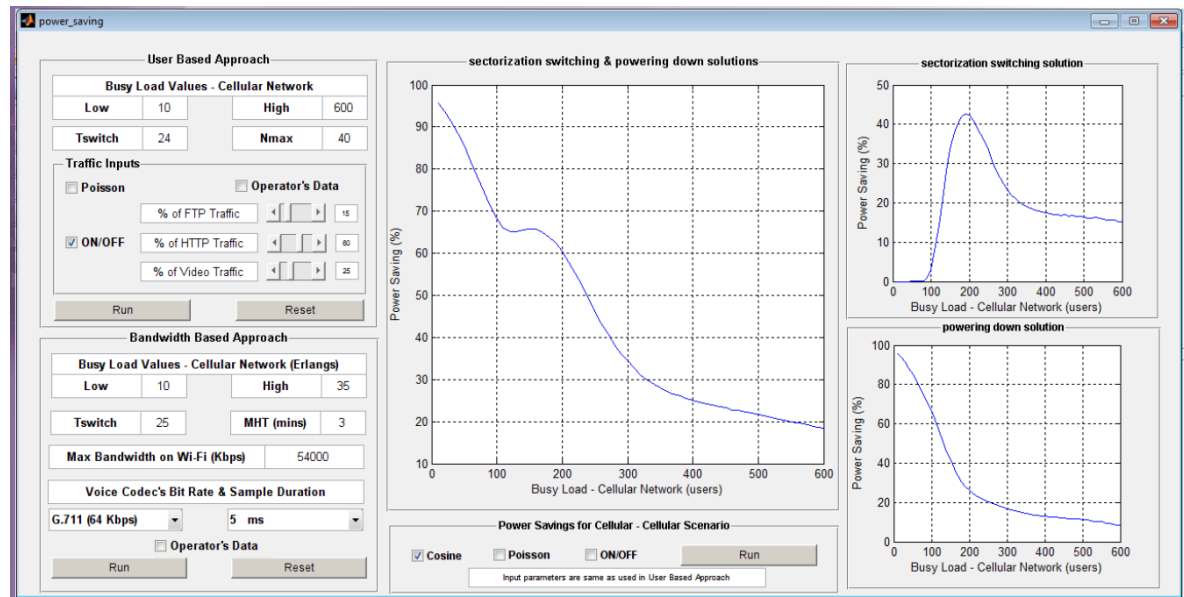 power_saving
User Based Approach
Busy Load Values - Cellular Network
Low 10 High 600
Tswitch 24 Nmax 40
Traffic Inputs
Poisson Operator's Data
% of FTP Traffic 15
ON/OFF % of HTTP Traffic 60
% of Video Traffic 25
Run Reset
Bandwidth Based Approach
Busy Load Values - Cellular Network (Erlangs)
Low 10 High 35
Tswitch 25 MHT (mins) 3
Max Bandwidth on Wi-Fi (Kbps) 54000
Voice Codec's Bit Rate & Sample Duration
G.711 (64 Kbps) 5 ms
Operator's Data
Run Reset
sectorization switching & powering down solutions
Power Saving (%)
100
90
80
70
60
50
40
30
20
10
0 100 200 300 400 500 600
Busy Load - Cellular Network (users)
Power Savings for Cellular - Cellular Scenario
Cosine Poisson ON/OFF Run
Input parameters are same as used in User Based Approach
sectorization switching solution
Power Saving (%)
50
40
30
20
10
0
0 100 200 300 400 500 600
Busy Load - Cellular Network (users)
powering down solution
Power Saving (%)
100
80
60
40
20
0
0 100 200 300 400 500 600
Busy Load - Cellular Network (users)